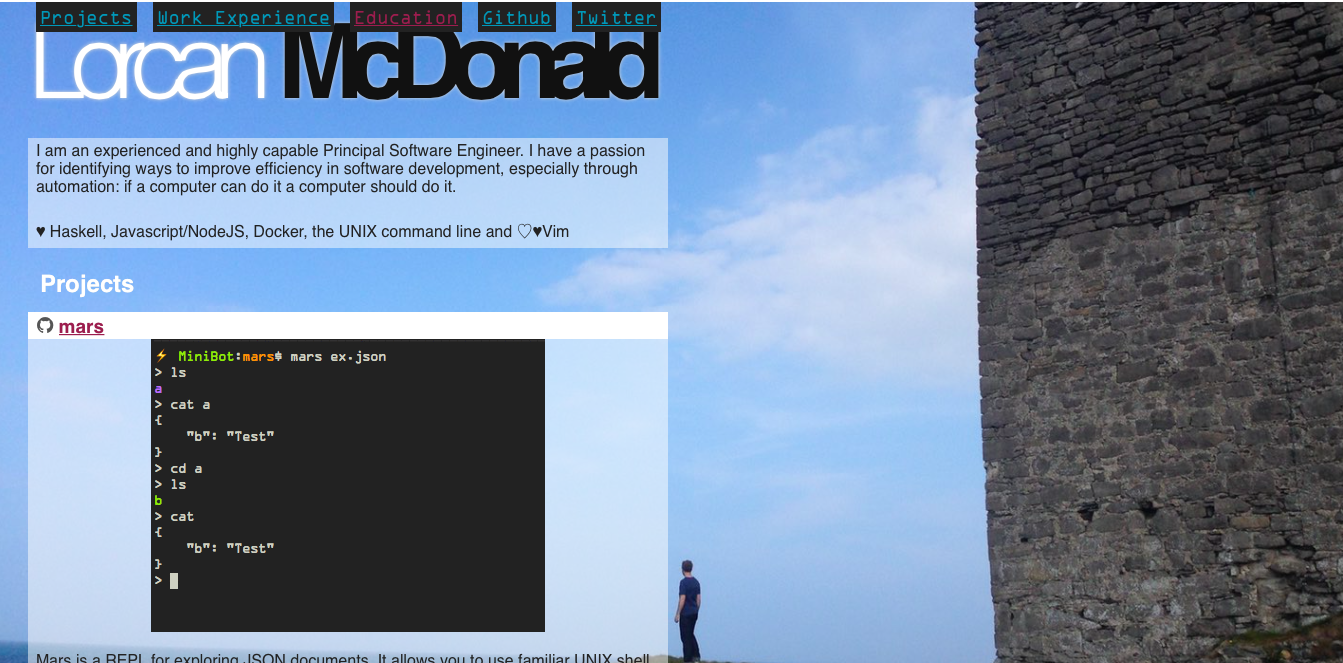 Projects Work Experience Education Github Twitter
Lorcan McDonald
I am an experienced and highly capable Principal Software Engineer. I have a passion
for identifying ways to improve efficiency in software development, especially through
automation: if a computer can do it a computer should do it.
♥ Haskell, Javascript/NodeJS, Docker, the UNIX command line and ♡♥Vim
Projects
mars
⚡ MiniBot:mars$ mars ex.json
> ls
a
> cat a
{
    "b": "Test"
}
> cd a
> ls
b
> cat
{
    "b": "Test"
}
>
Mars is a REPL for exploring JSON documents. It allows you to use familiar UNIX shell